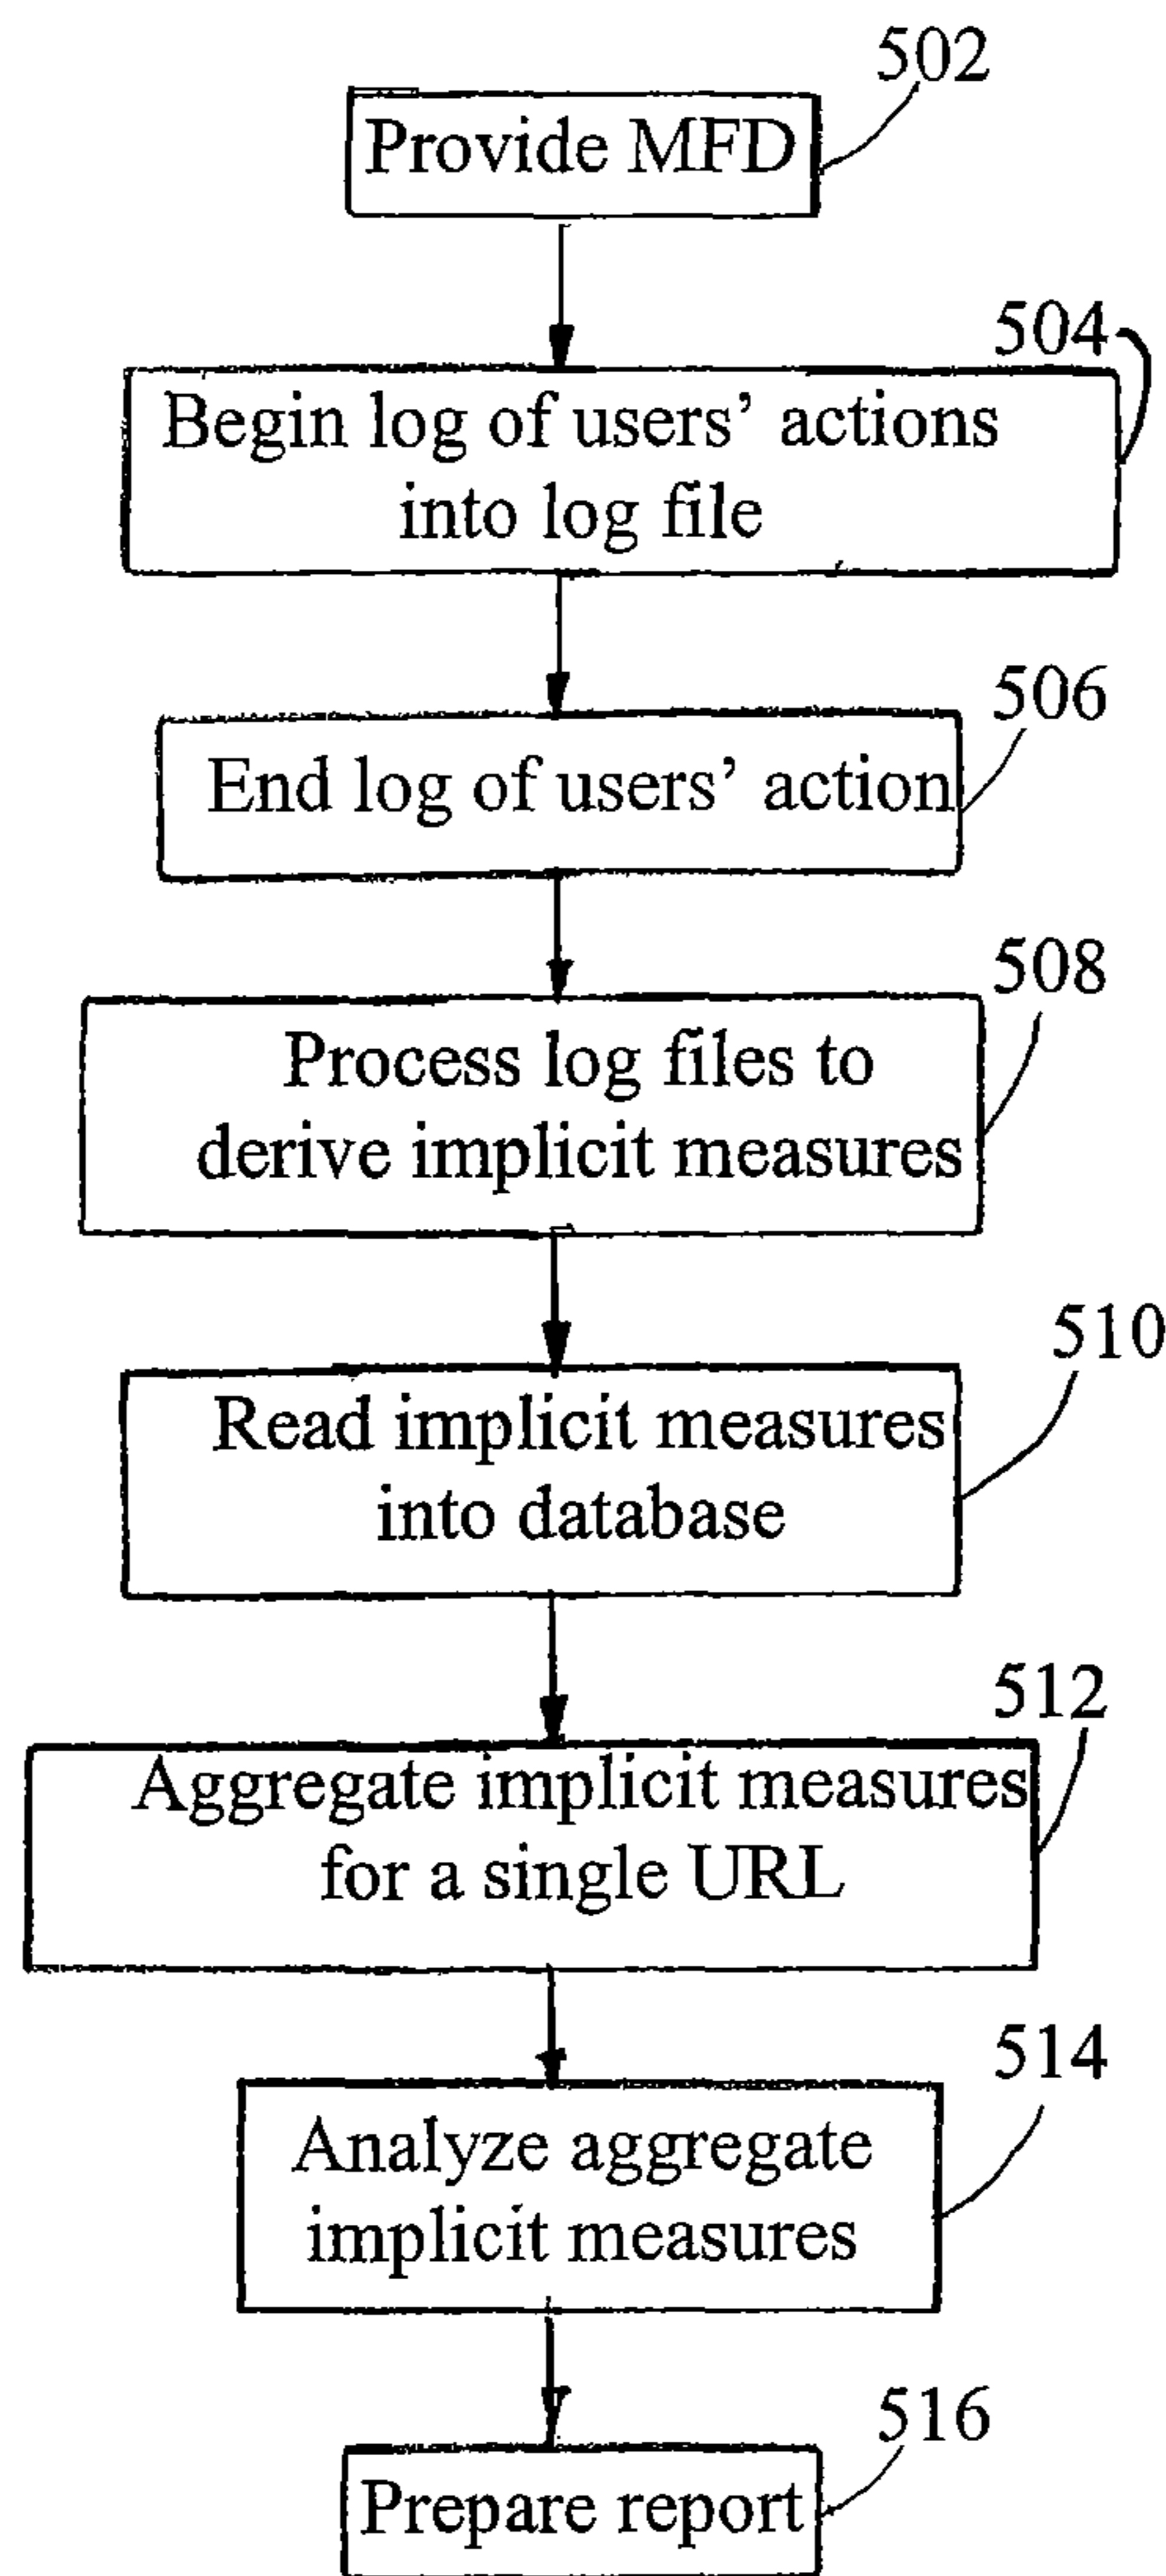 502
Provide MFD
504
Begin log of users’ actions
into log file
506
End log of users’ action
508
Process log files to
derive implicit measures
510
Read implicit measures
into database
512
Aggregate implicit measures
for a single URL
514
Analyze aggregate
implicit measures
516
Prepare report